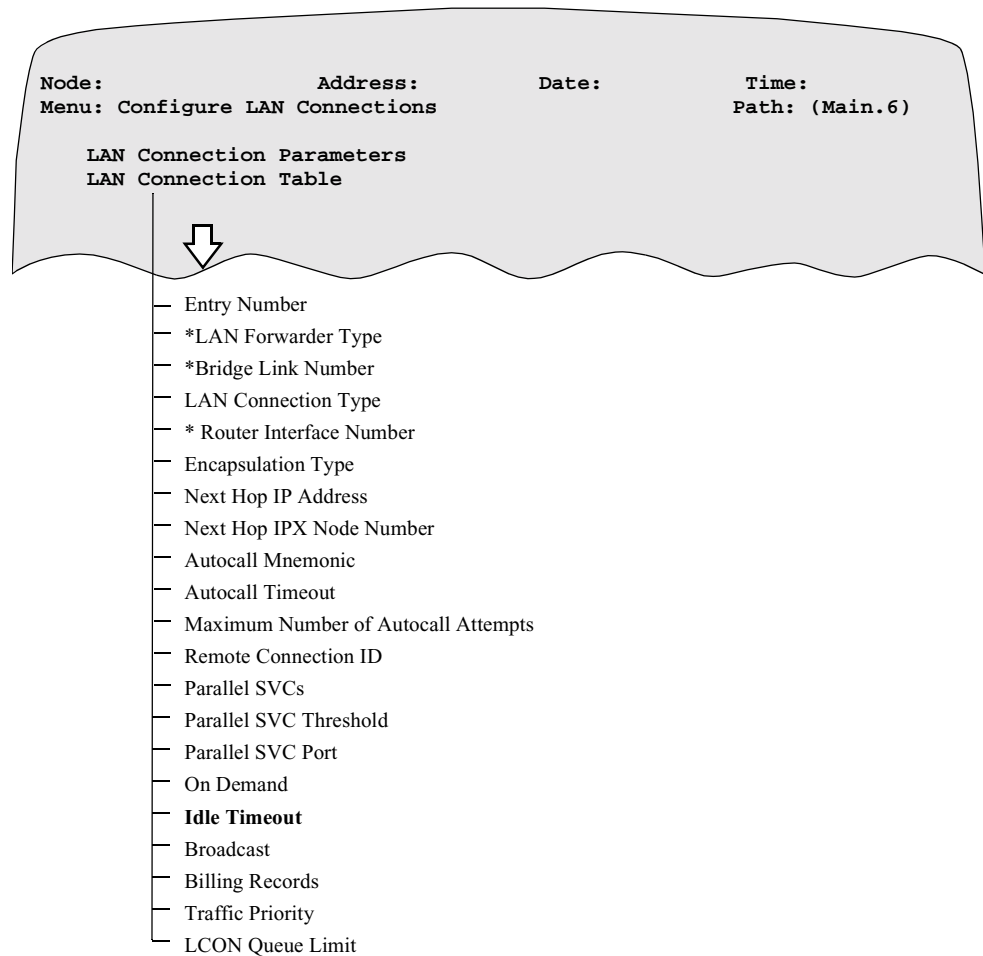 Node: Address: Date: Time:
Menu: Configure LAN Connections Path: (Main.6)
LAN Connection Parameters
LAN Connection Table
Entry Number
*LAN Forwarder Type
*Bridge Link Number
LAN Connection Type
* Router Interface Number
Encapsulation Type
Next Hop IP Address
Next Hop IPX Node Number
Autocall Mnemonic
Autocall Timeout
Maximum Number of Autocall Attempts
Remote Connection ID
Parallel SVCs
Parallel SVC Threshold
Parallel SVC Port
On Demand
Idle Timeout
Broadcast
Billing Records
Traffic Priority
LCON Queue Limit